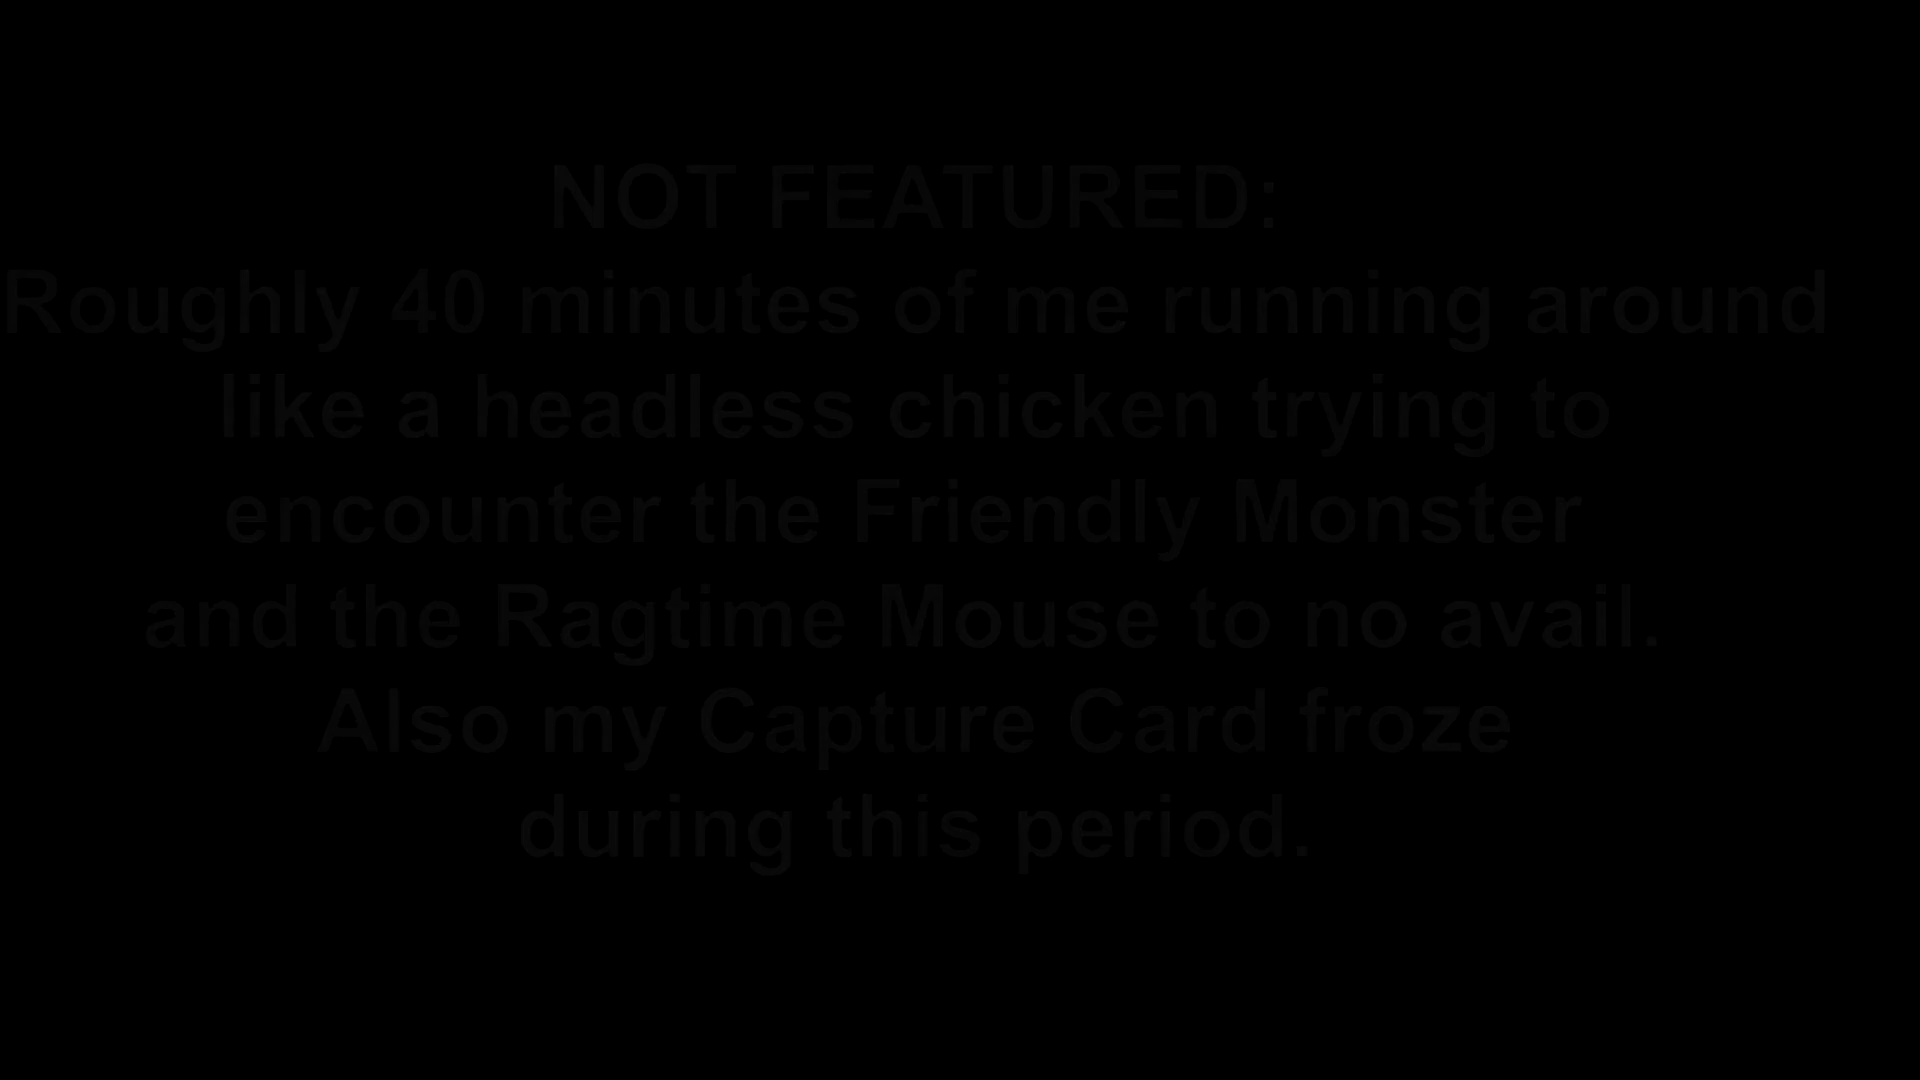 NOT FEATURED:
Roughly 40 minutes of me running around
like a headless chicken trying to
encounter the Friendly Monster
and the Ragtime Mouse to no avail.
Also my Capture Card froze
during this period.